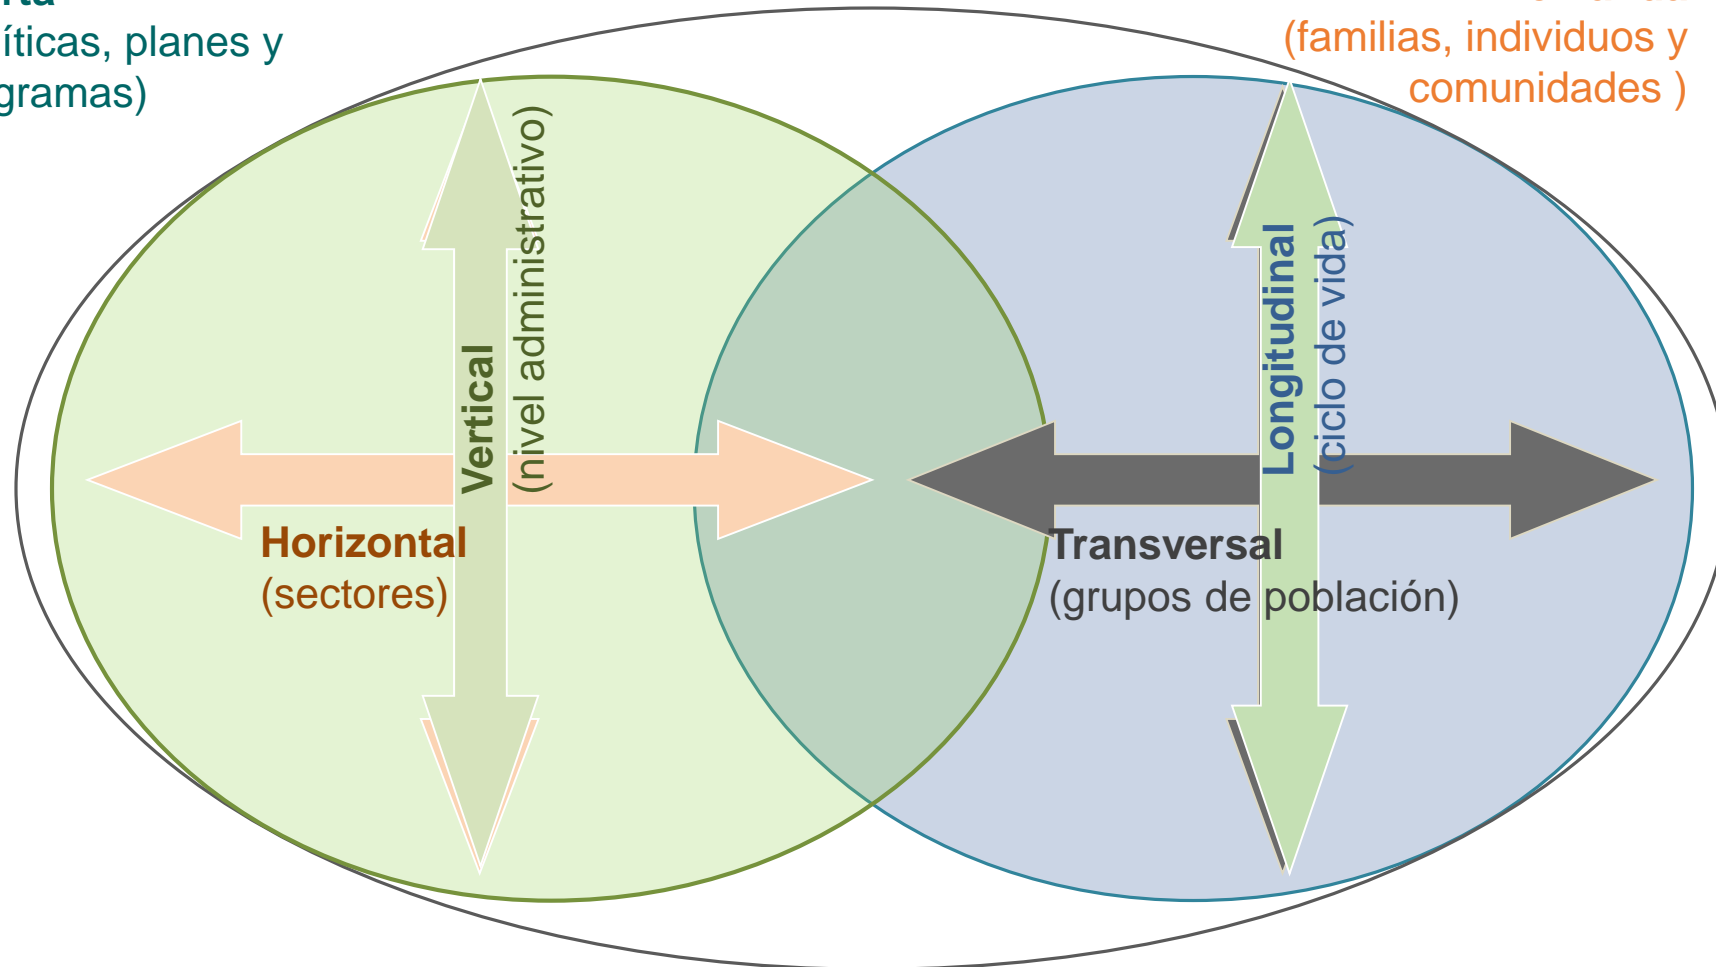 íticas, planes y
gramas)
(familias, individuos y
comunidades )
Vertical
(nivel administrativo)
Horizontal
(sectores)
Longitudinal
(ciclo de vida)
Transversal
(grupos de población)